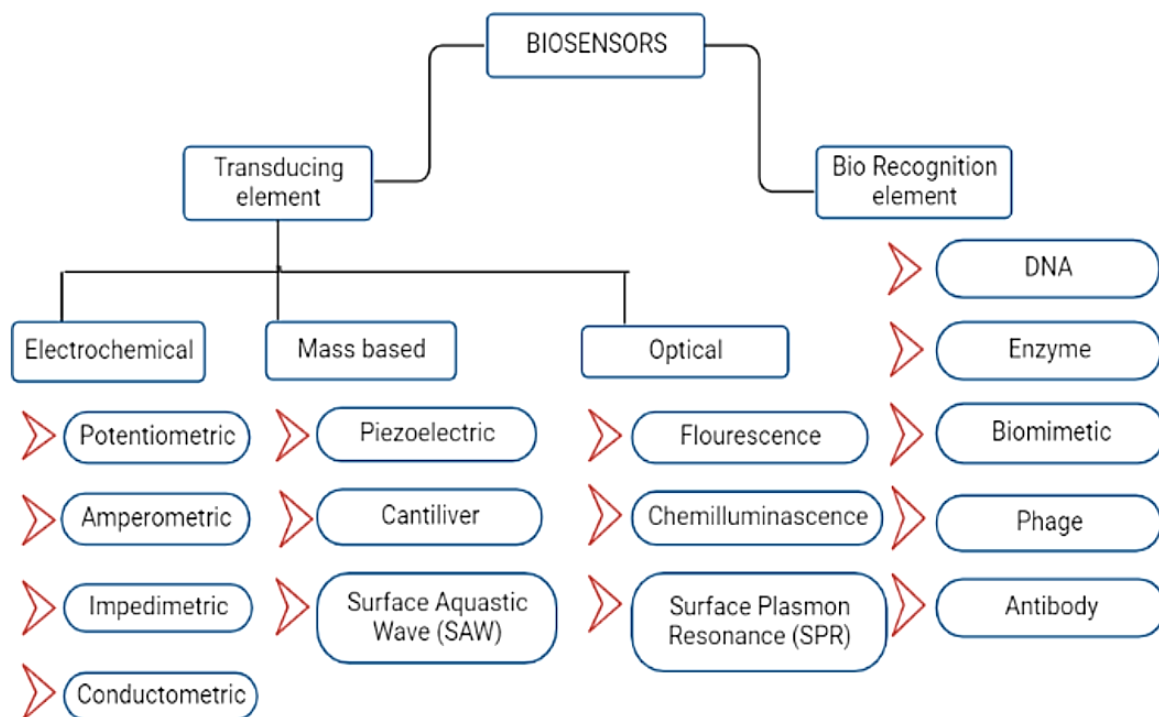 BIOSENSORS
Transducing
element
Bio Recognition
element
Electrochemical
Mass based
Optical
Potentiometric
Amperometric
Impedimetric
Conductometric
Piezoelectric
Cantiliver
Surface Aquastic
Wave (SAW)
Flourescence
Chemilluminascence
Surface Plasmon
Resonance (SPR)
DNA
Enzyme
Biomimetic
Phage
Antibody